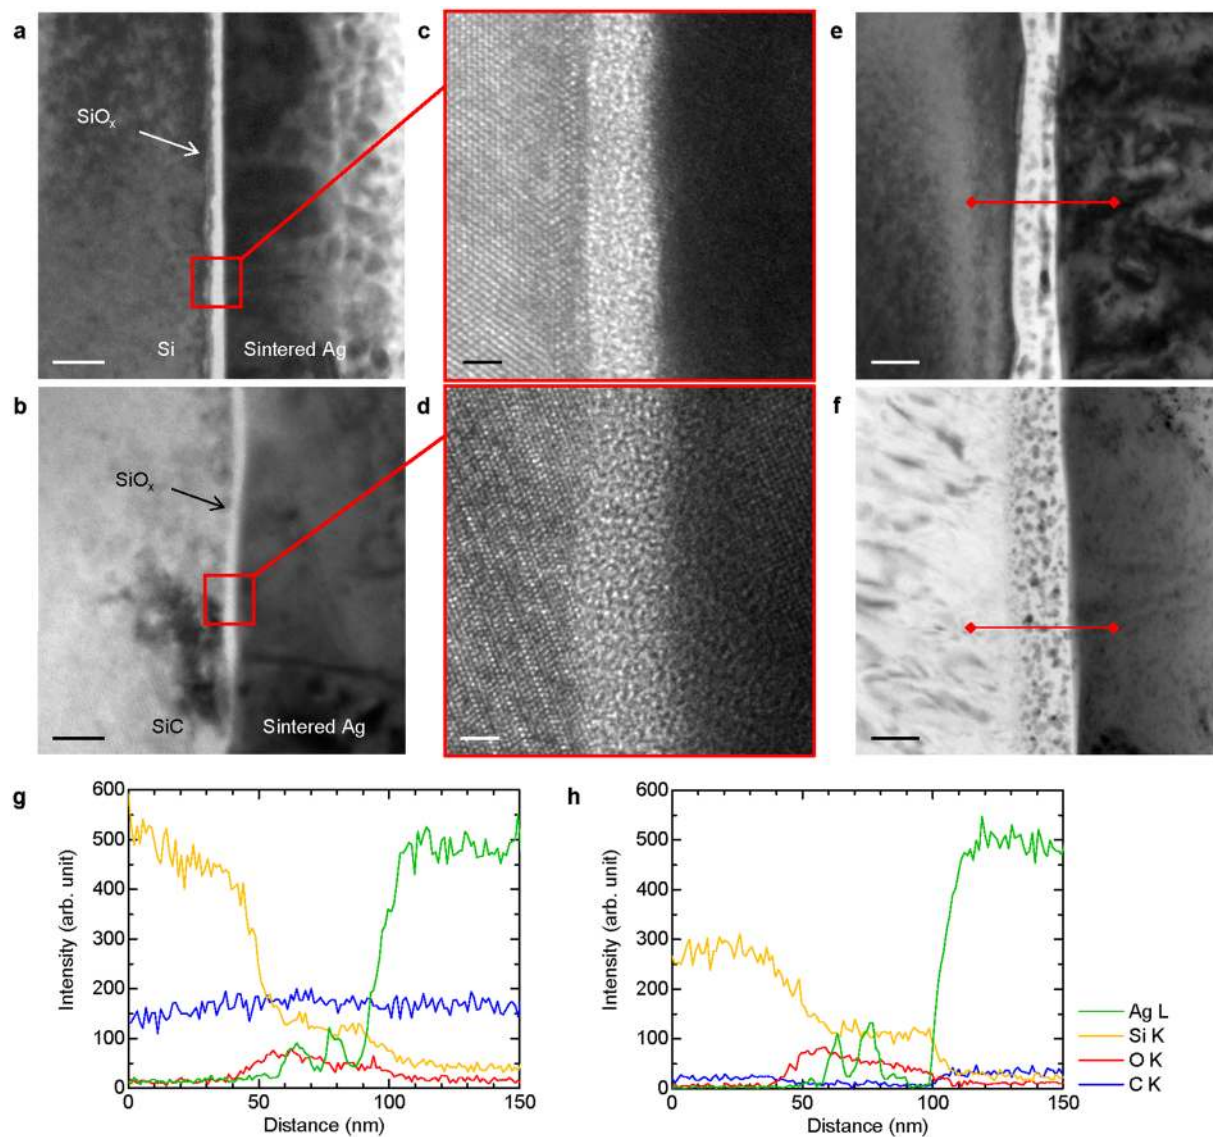 a
SiOₓ
Si
Sintered Ag
c
e
b
SiOₓ
SiC
Sintered Ag
d
f
g
600
500
400
300
200
100
0
Intensity (arb. unit)
0
50
100
150
Distance (nm)
h
600
500
400
300
200
100
0
Intensity (arb. unit)
0
50
100
150
Distance (nm)
Ag L
Si K
O K
C K